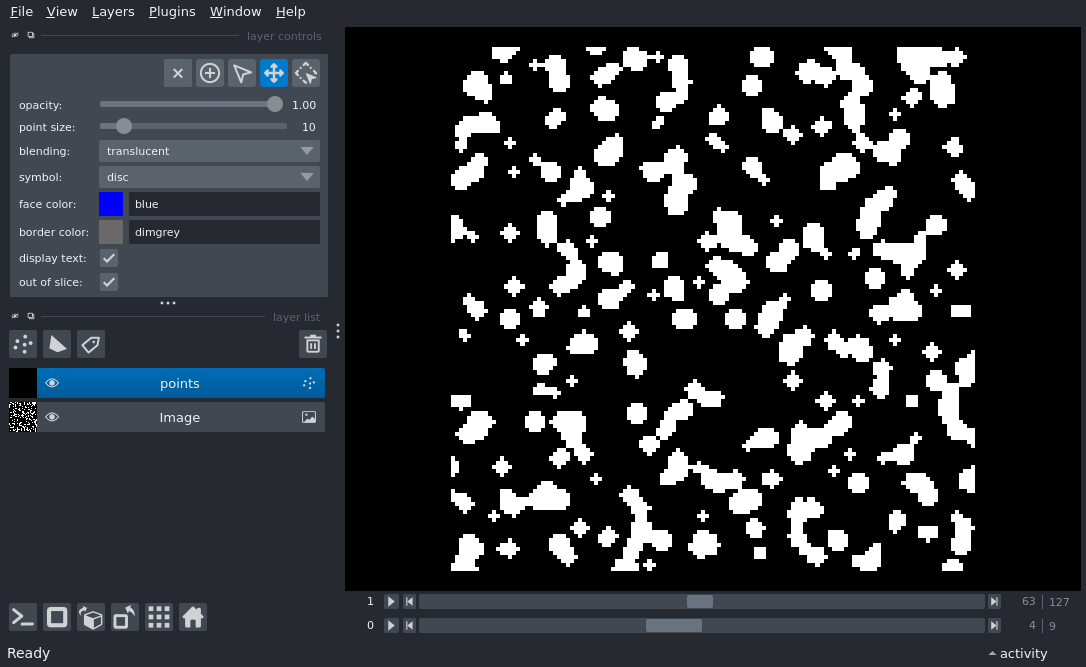 File View Layers Plugins Window Help
layer controls
opacity: 1.00
point size: 10
blending: translucent
symbol: disc
face color: blue
border color: dimgrey
display text:
out of slice:
layer list
points
Image
1 63 127
0 4 9
Ready activity